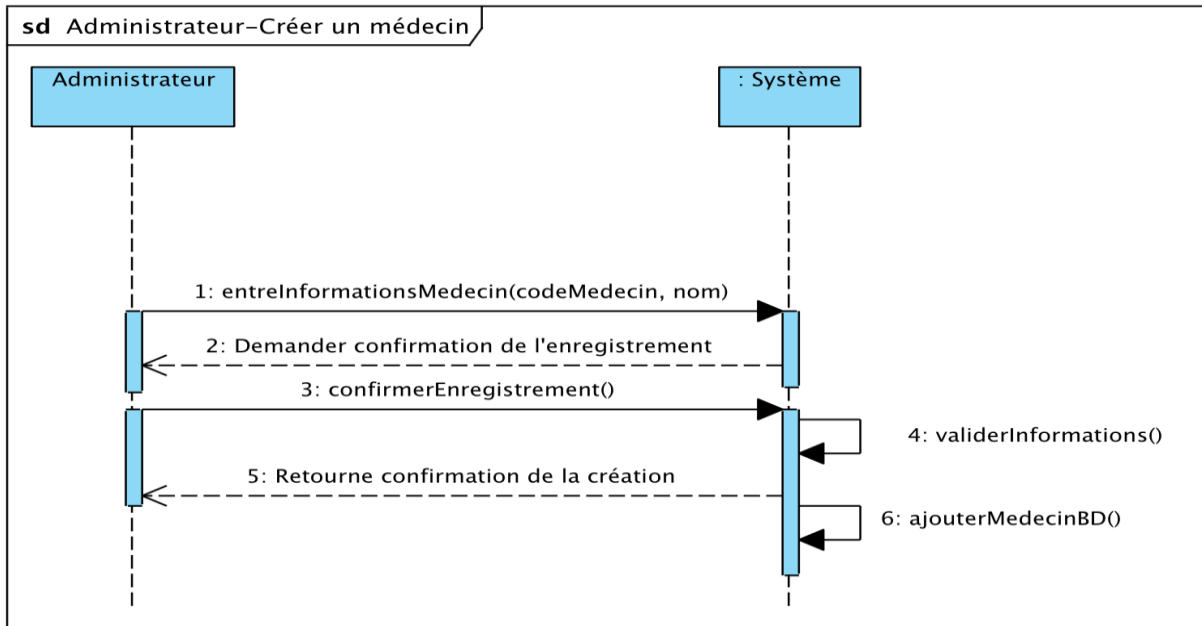 sd Administrateur-Créer un médecin
Administrateur
: Système
1: entreInformationsMedecin(codeMedecin, nom)
2: Demander confirmation de l'enregistrement
3: confirmerEnregistrement()
4: validerInformations()
5: Retourne confirmation de la création
6: ajouterMedecinBD()